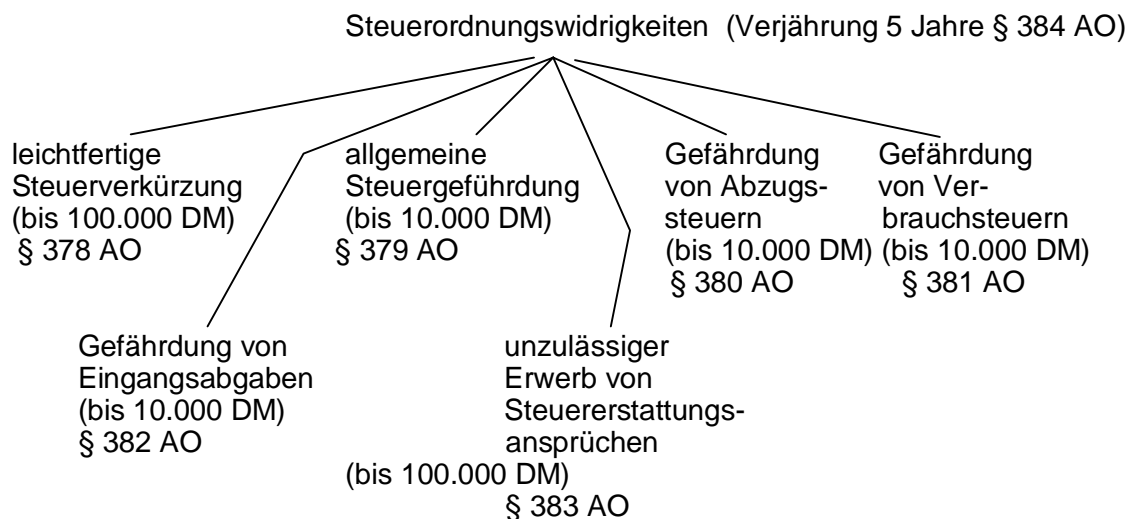 Steuerordnungswidrigkeiten (Verjährung 5 Jahre § 384 AO)
leichtfertige
Steuerverkürzung
(bis 100.000 DM)
§ 378 AO
allgemeine
Steuergeführdung
(bis 10.000 DM)
§ 379 AO
Gefährdung
von Abzugs-
steuern
(bis 10.000 DM)
§ 380 AO
Gefährdung
von Ver-
brauchsteuern
(bis 10.000 DM)
§ 381 AO
Gefährdung von
Eingangsabgaben
(bis 10.000 DM)
§ 382 AO
unzulässiger
Erwerb von
Steuererstattungs-
ansprüchen
(bis 100.000 DM)
§ 383 AO